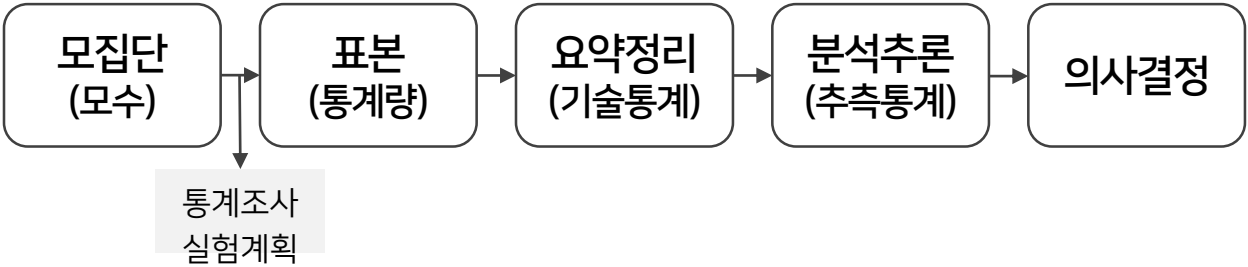 모집단
(모수)
표본
(통계량)
요약정리
(기술통계)
분석추론
(추측통계)
의사결정
통계조사
실험계획